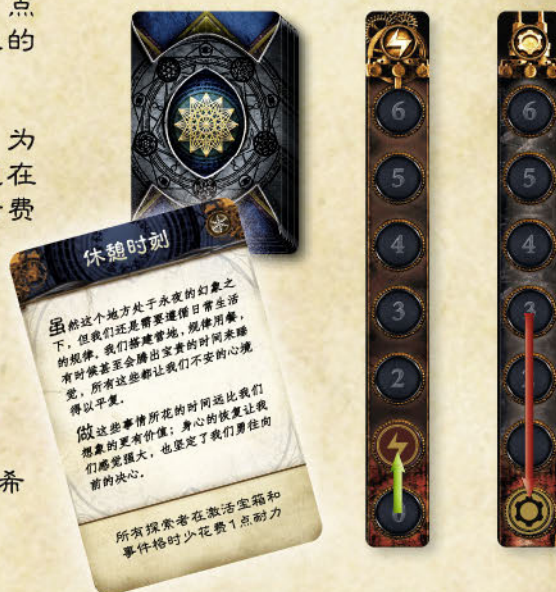 点
的
为
在
费
希
休憩时刻
虽然这个地方处于永夜的幻象之
下，但我们还是需要遵循日常生活
的规律。我们搭建营地，规律用餐，
有时候甚至会腾出宝贵的时间来睡
觉，所有这些都让我们不安的心境
得以平复。
做这些事情所花的时间远比我们
想象的更有价值；身心的恢复让我
们感觉强大，也坚定了我们勇往向
前的决心。
所有探索者在激活宝箱和
事件格时少花费1点耐力
6
5
4
3
2
0
6
5
4
3
2